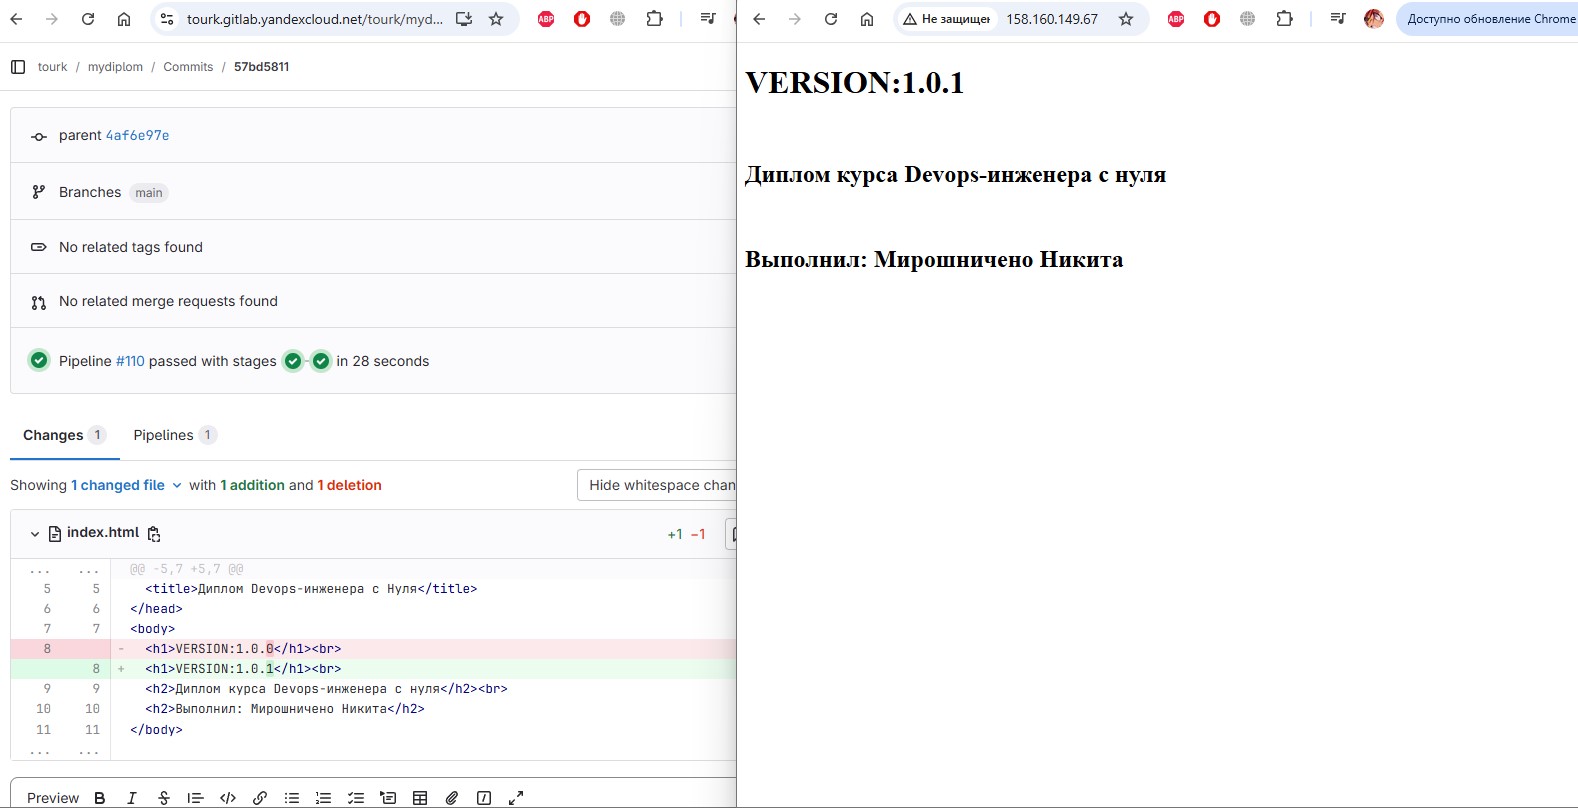 tourk.gitlab.yandexcloud.net/tourk/myd...
ABP
tourk / mydiplom / Commits / 57bd5811
parent 4af6e97e
Branches main
No related tags found
No related merge requests found
Pipeline #110 passed with stages in 28 seconds
Changes 1 Pipelines 1
Showing 1 changed file with 1 addition and 1 deletion
Hide whitespace chan
index.html
+1 −1
... ... @@ -5,7 +5,7 @@
5 5 <title>Диплом Devops-инженера с Нуля</title>
6 6 </head>
7 7 <body>
8 - <h1>VERSION:1.0.0</h1><br>
8 + <h1>VERSION:1.0.1</h1><br>
9 9 <h2>Диплом курса Devops-инженера с нуля</h2><br>
10 10 <h2>Выполнил: Мирошничено Никита</h2>
11 11 </body>
... ...
Preview B I S
Не защищен 158.160.149.67
ABP
Доступно обновление Chrome
VERSION:1.0.1
Диплом курса Devops-инженера с нуля
Выполнил: Мирошничено Никита